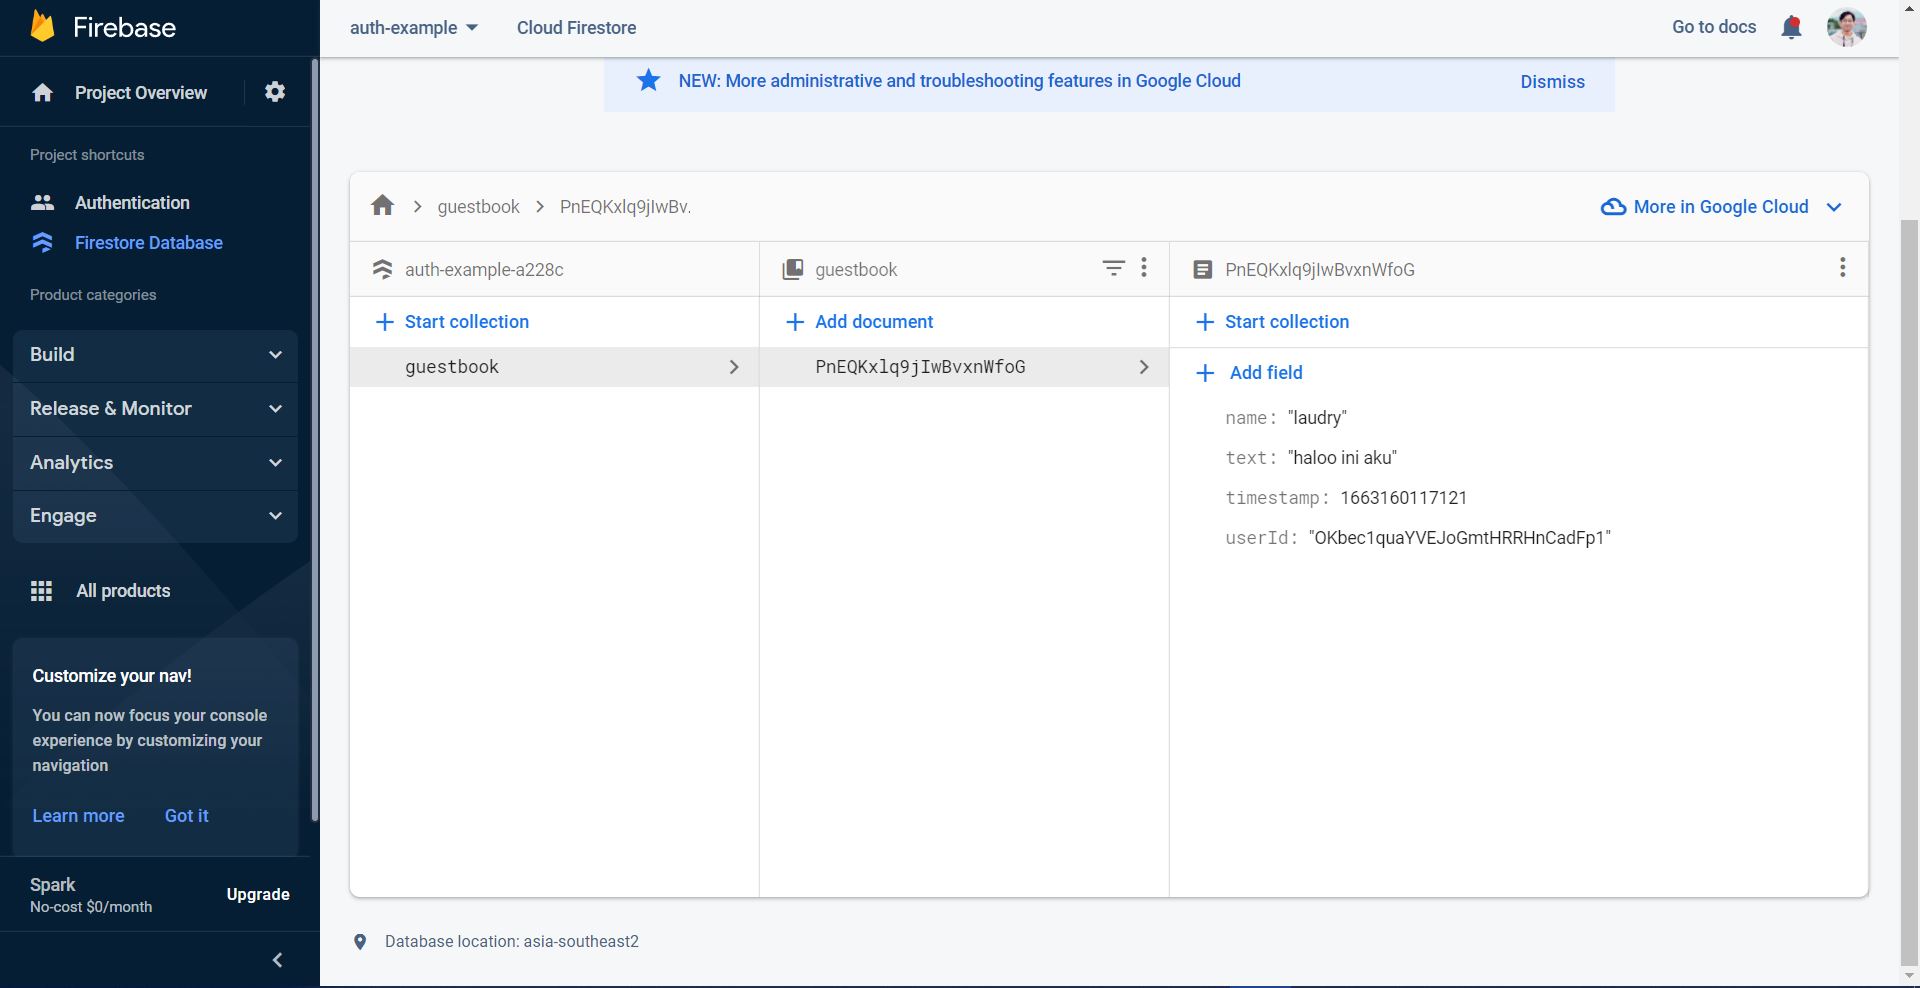 Firebase
auth-example
Cloud Firestore
Go to docs
Project Overview
NEW: More administrative and troubleshooting features in Google Cloud
Dismiss
Project shortcuts
Authentication
Firestore Database
Product categories
Build
Release & Monitor
Analytics
Engage
All products
Customize your nav!
You can now focus your console
experience by customizing your
navigation
Learn more
Got it
Spark
No-cost $0/month
Upgrade
guestbook
PnEQKxlq9jIwBv.
More in Google Cloud
auth-example-a228c
Start collection
guestbook
guestbook
Add document
PnEQKxlq9jIwBvxnWfoG
PnEQKxlq9jIwBvxnWfoG
Start collection
Add field
name: "laudry"
text: "haloo ini aku"
timestamp: 1663160117121
userId: "OKbec1quaYVEJoGmtHRRHnCadFp1"
Database location: asia-southeast2